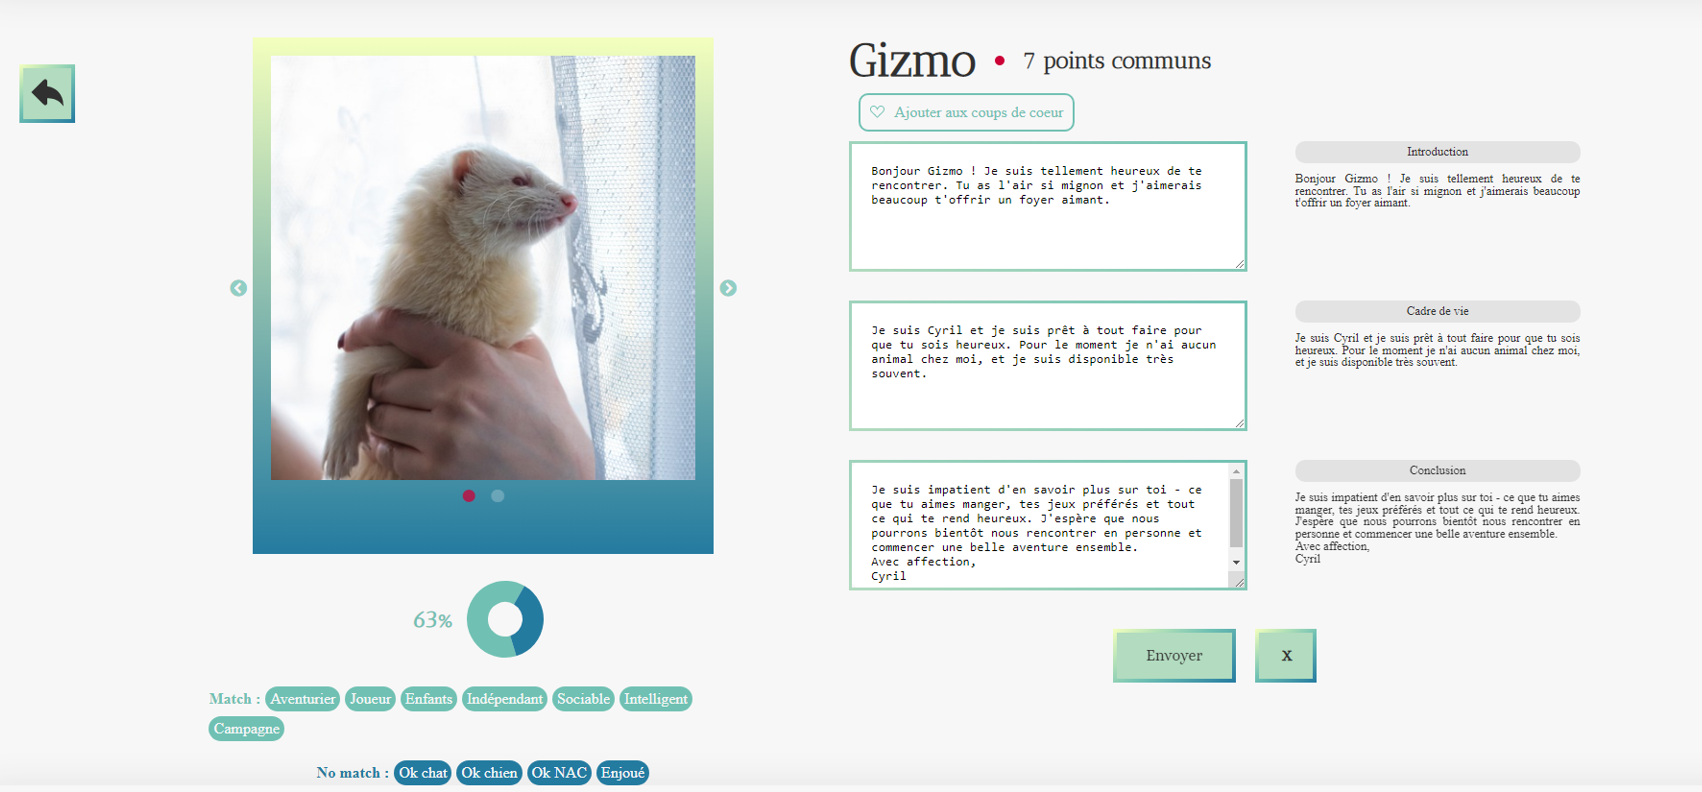 Gizmo • 7 points communs
Ajouter aux coups de coeur
Bonjour Gizmo ! Je suis tellement heureux de te
rencontrer. Tu as l'air si mignon et j'aimerais
beaucoup t'offrir un foyer aimant.
Introduction
Bonjour Gizmo ! Je suis tellement heureux de te
rencontrer. Tu as l'air si mignon et j'aimerais beaucoup
t'offrir un foyer aimant.
Je suis Cyril et je suis prêt à tout faire pour
que tu sois heureux. Pour le moment je n'ai aucun
animal chez moi, et je suis disponible très
souvent.
Cadre de vie
Je suis Cyril et je suis prêt à tout faire pour que tu sois
heureux. Pour le moment je n'ai aucun animal chez moi,
et je suis disponible très souvent.
Je suis impatient d'en savoir plus sur toi - ce
que tu aimes manger, tes jeux préférés et tout
ce qui te rend heureux. J'espère que nous
pourrons bientôt nous rencontrer en personne et
commencer une belle aventure ensemble.
Avec affection,
Cyril
Conclusion
Je suis impatient d'en savoir plus sur toi - ce que tu aimes
manger, tes jeux préférés et tout ce qui te rend heureux.
J'espère que nous pourrons bientôt nous rencontrer en
personne et commencer une belle aventure ensemble.
Avec affection,
Cyril
Envoyer
X
63%
Match : Aventurier Joueur Enfants Indépendant Sociable Intelligent
Campagne
No match : Ok chat Ok chien Ok NAC Enjoué